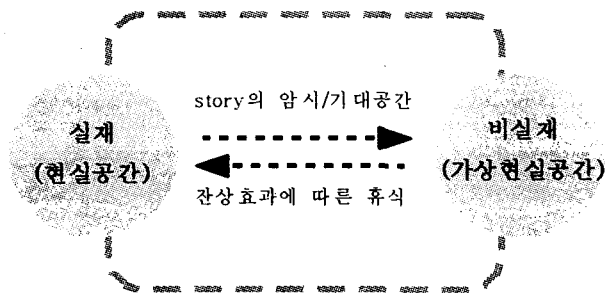 story의 암시/기대공간
실재
(현실공간)
비실재
(가상현실공간)
잔상효과에 따른 휴식